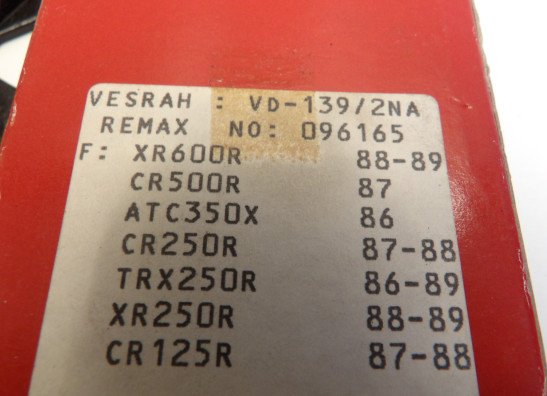 VESRAH : VD-139/2NA
REMAX NO: 096165
F: XR600R 88-89
CR500R 87
ATC350X 86
CR250R 87-88
TRX250R 86-89
XR250R 88-89
CR125R 87-88